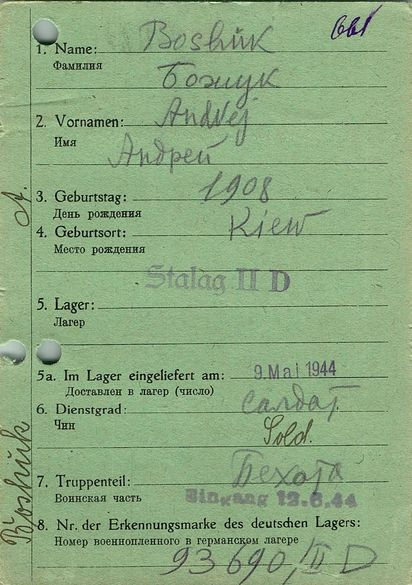 1. Name: Boshuk
Фамилия
Божук
2. Vornamen: Andrej
Имя
Андрей
3. Geburtstag: 1908
День рождения
4. Geburtsort: Kiew
Место рождения
Stalag II D
5. Lager:
Лагерь
5a. Im Lager eingeliefert am: 9. Mai 1944
Доставлен в лагерь (число)
6. Dienstgrad: салдат
Чин
Sold.
7. Truppenteil: Пехота
Воинская часть
Eingang 12.6.44
8. Nr. der Erkennungsmarke des deutschen Lagers:
Номер военнопленного в германском лагере
93690/II D
Boshuk A.